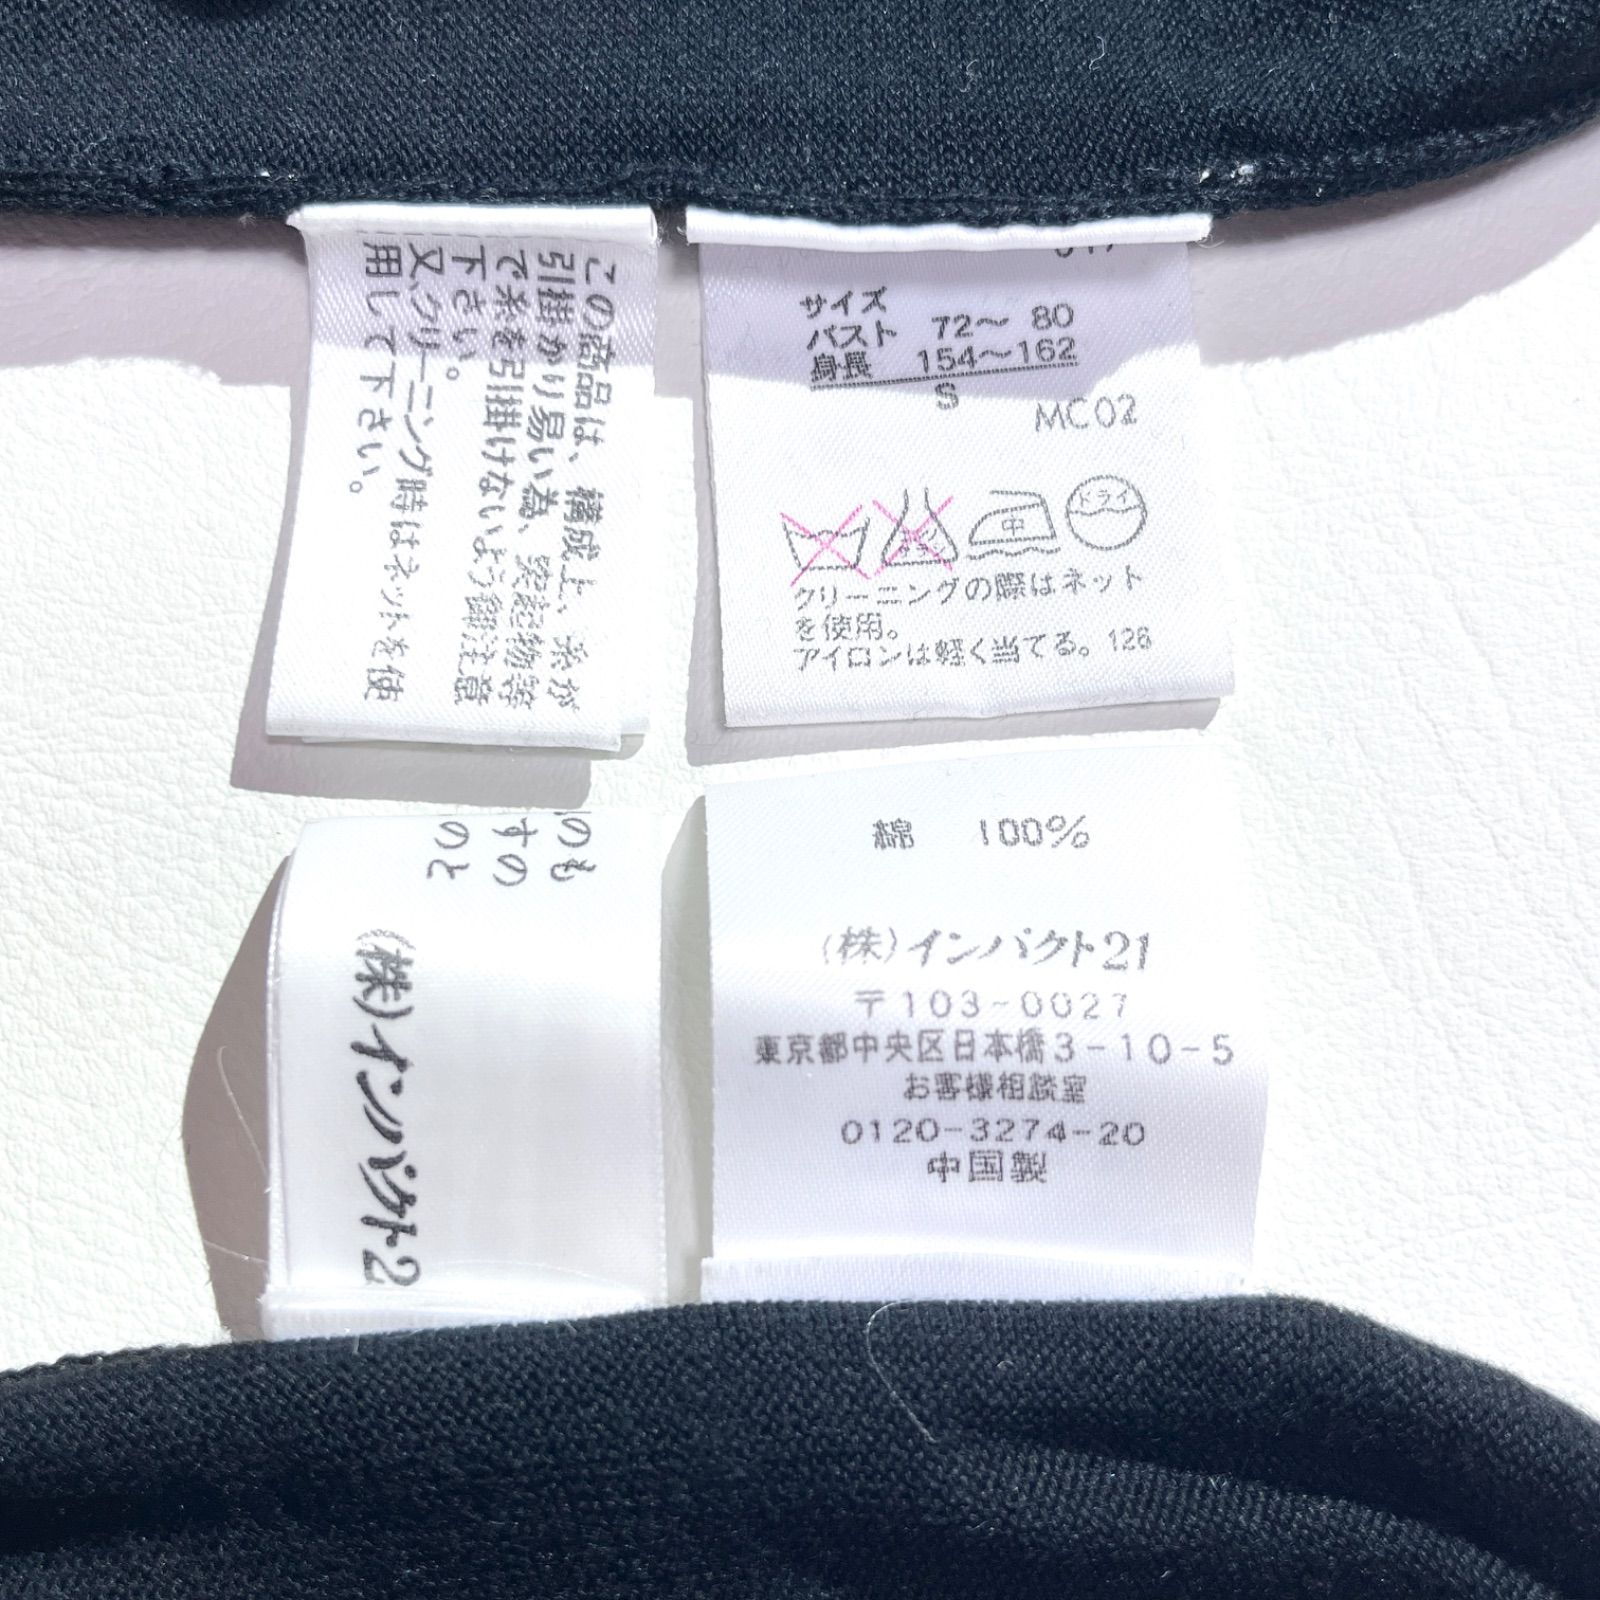 この商品は、構成上、糸が
引掛かり易い為、突起物等
で糸を引掛けないよう御注意
下さい。
又、クリーニング時はネットを使
用して下さい。
サイズ
バスト 72〜 80
身長 154〜162
S
MC02
ドライ
中
クリーニングの際はネット
を使用。
アイロンは軽く当てる。126
のも
すの
のと
(株)インパクト2
綿 100%
(株)インパクト21
〒103-0027
東京都中央区日本橋3-10-5
お客様相談室
0120-3274-20
中国製